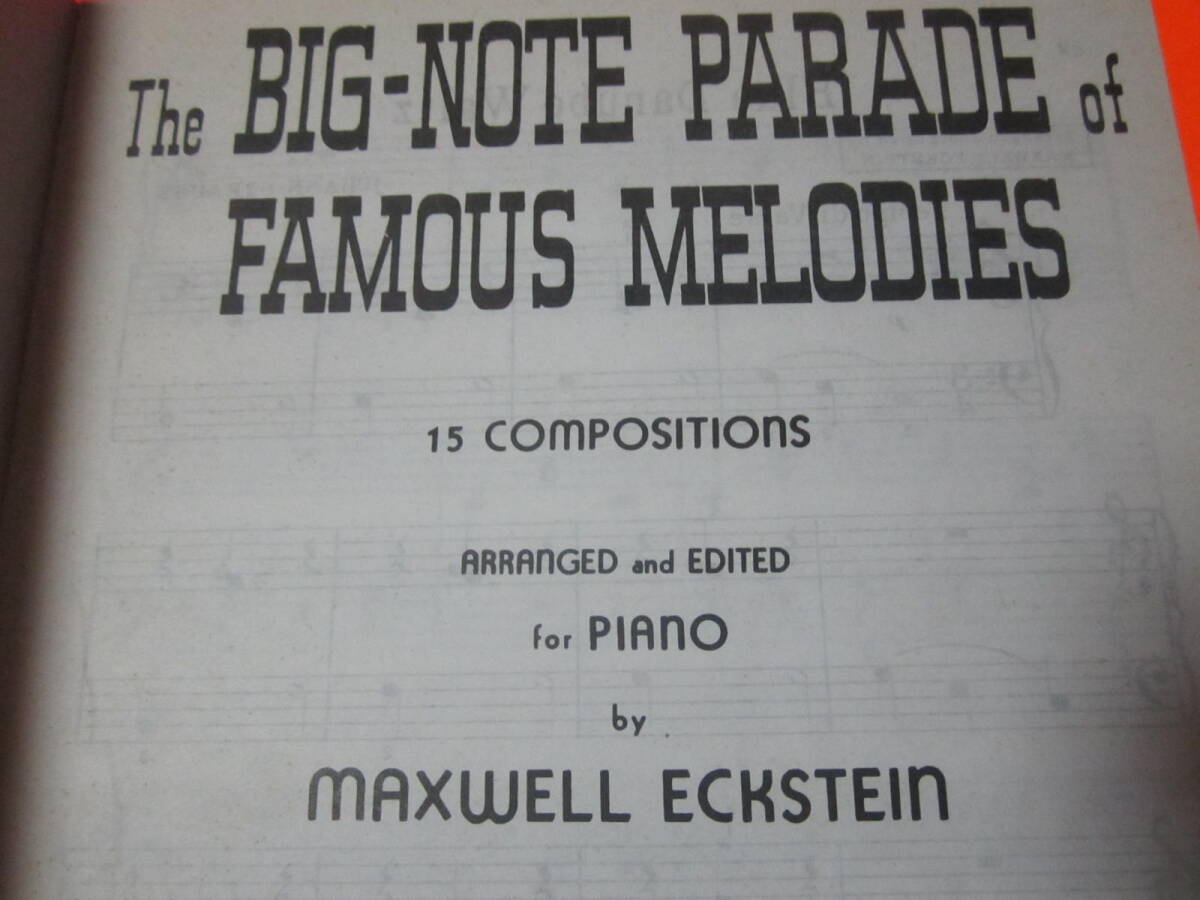 The BIG-NOTE PARADE of
FAMOUS MELODIES
15 COMPOSITIONS
ARRANGED and EDITED
for PIANO
by
MAXWELL ECKSTEIN